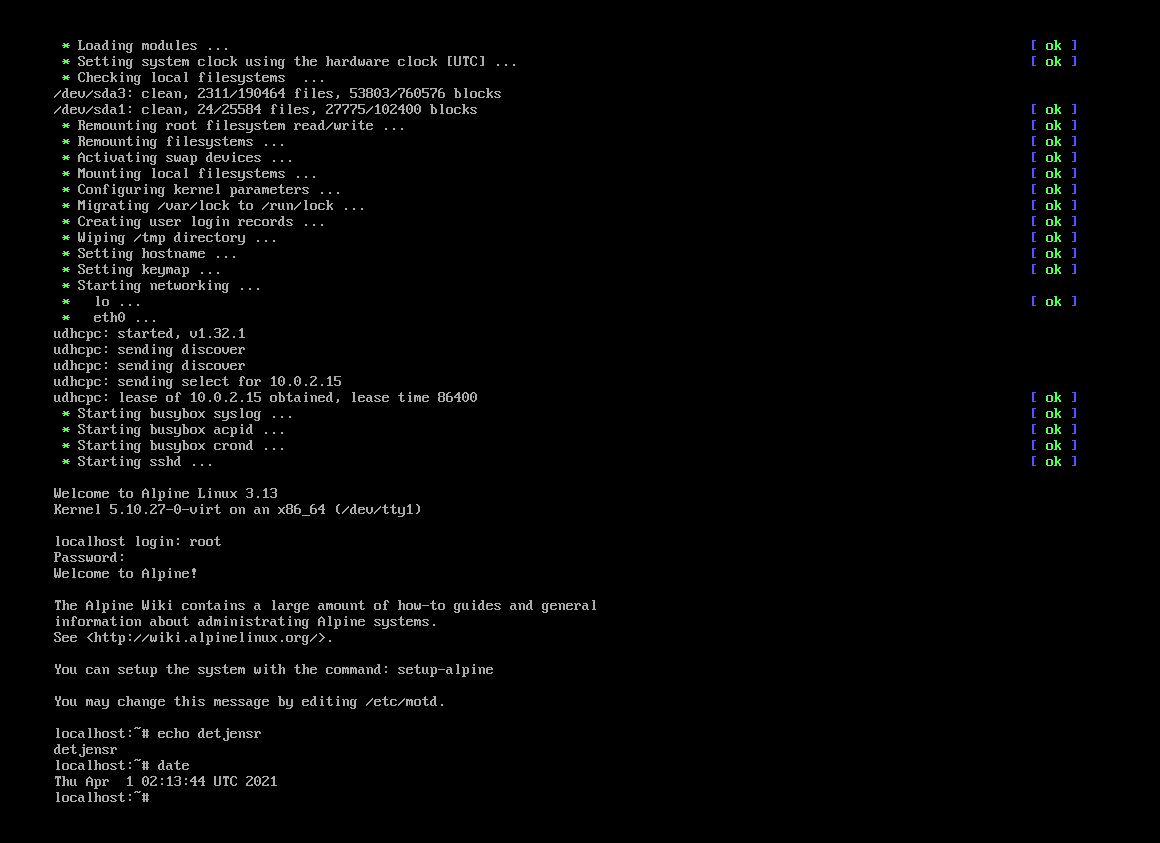 * Loading modules ... [ ok ]
* Setting system clock using the hardware clock [UTC] ... [ ok ]
* Checking local filesystems  ...
/dev/sda3: clean, 2311/190464 files, 53803/760576 blocks
/dev/sda1: clean, 24/25584 files, 27775/102400 blocks [ ok ]
* Remounting root filesystem read/write ... [ ok ]
* Remounting filesystems ... [ ok ]
* Activating swap devices ... [ ok ]
* Mounting local filesystems ... [ ok ]
* Configuring kernel parameters ... [ ok ]
* Migrating /var/lock to /run/lock ... [ ok ]
* Creating user login records ... [ ok ]
* Wiping /tmp directory ... [ ok ]
* Setting hostname ... [ ok ]
* Setting keymap ... [ ok ]
* Starting networking ...
*   lo ... [ ok ]
*   eth0 ...
udhcpc: started, v1.32.1
udhcpc: sending discover
udhcpc: sending discover
udhcpc: sending select for 10.0.2.15
udhcpc: lease of 10.0.2.15 obtained, lease time 86400 [ ok ]
* Starting busybox syslog ... [ ok ]
* Starting busybox acpid ... [ ok ]
* Starting busybox crond ... [ ok ]
* Starting sshd ... [ ok ]
Welcome to Alpine Linux 3.13
Kernel 5.10.27-0-virt on an x86_64 (/dev/tty1)
localhost login: root
Password:
Welcome to Alpine!
The Alpine Wiki contains a large amount of how-to guides and general
information about administrating Alpine systems.
See <http://wiki.alpinelinux.org/>.
You can setup the system with the command: setup-alpine
You may change this message by editing /etc/motd.
localhost:~# echo detjensr
detjensr
localhost:~# date
Thu Apr  1 02:13:44 UTC 2021
localhost:~#